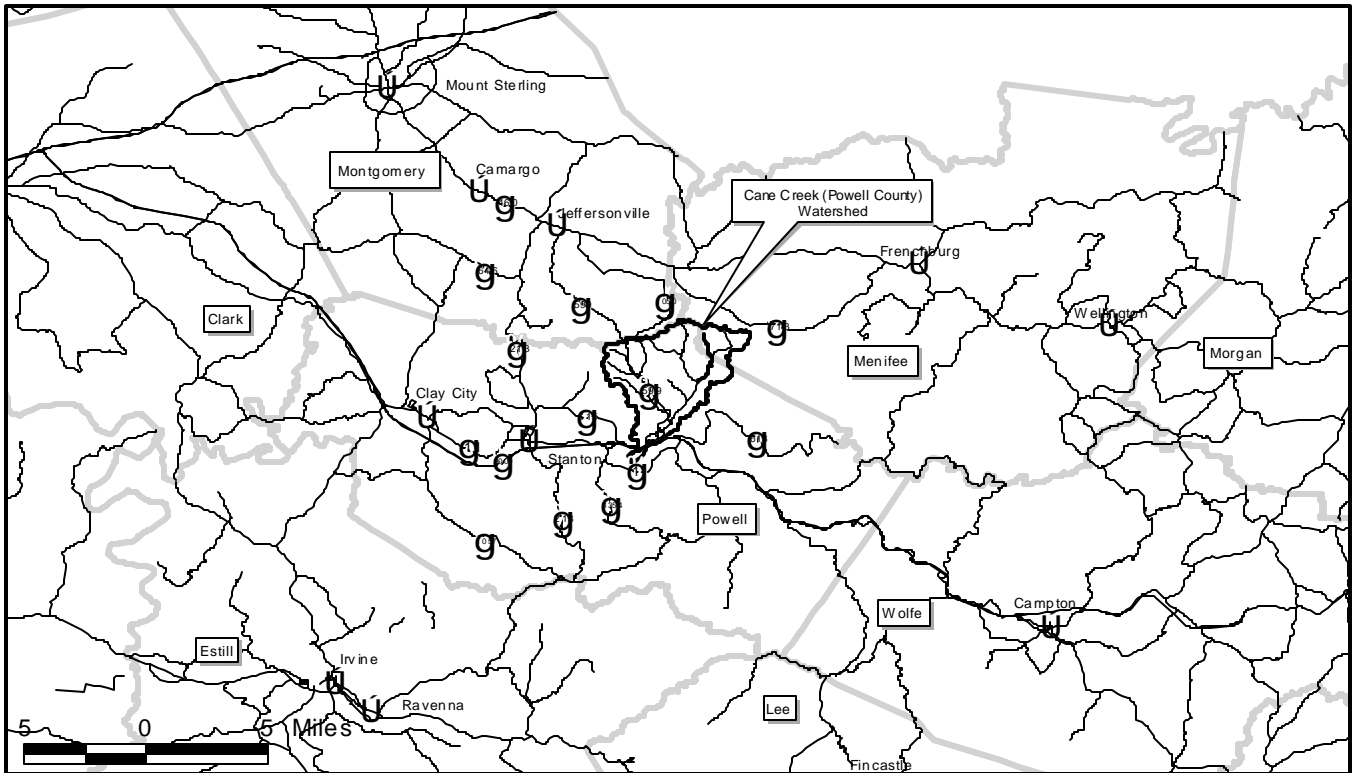 Mount Sterling
Montgomery
Camargo
Jeffersonville
Cane Creek (Powell County)
Watershed
Frenchburg
Clark
Wellington
Menifee
Morgan
Clay City
Stanton
Powell
Wolfe
Campton
Estill
Irvine
Ravenna
Lee
Fincastle
5 0 5 Miles